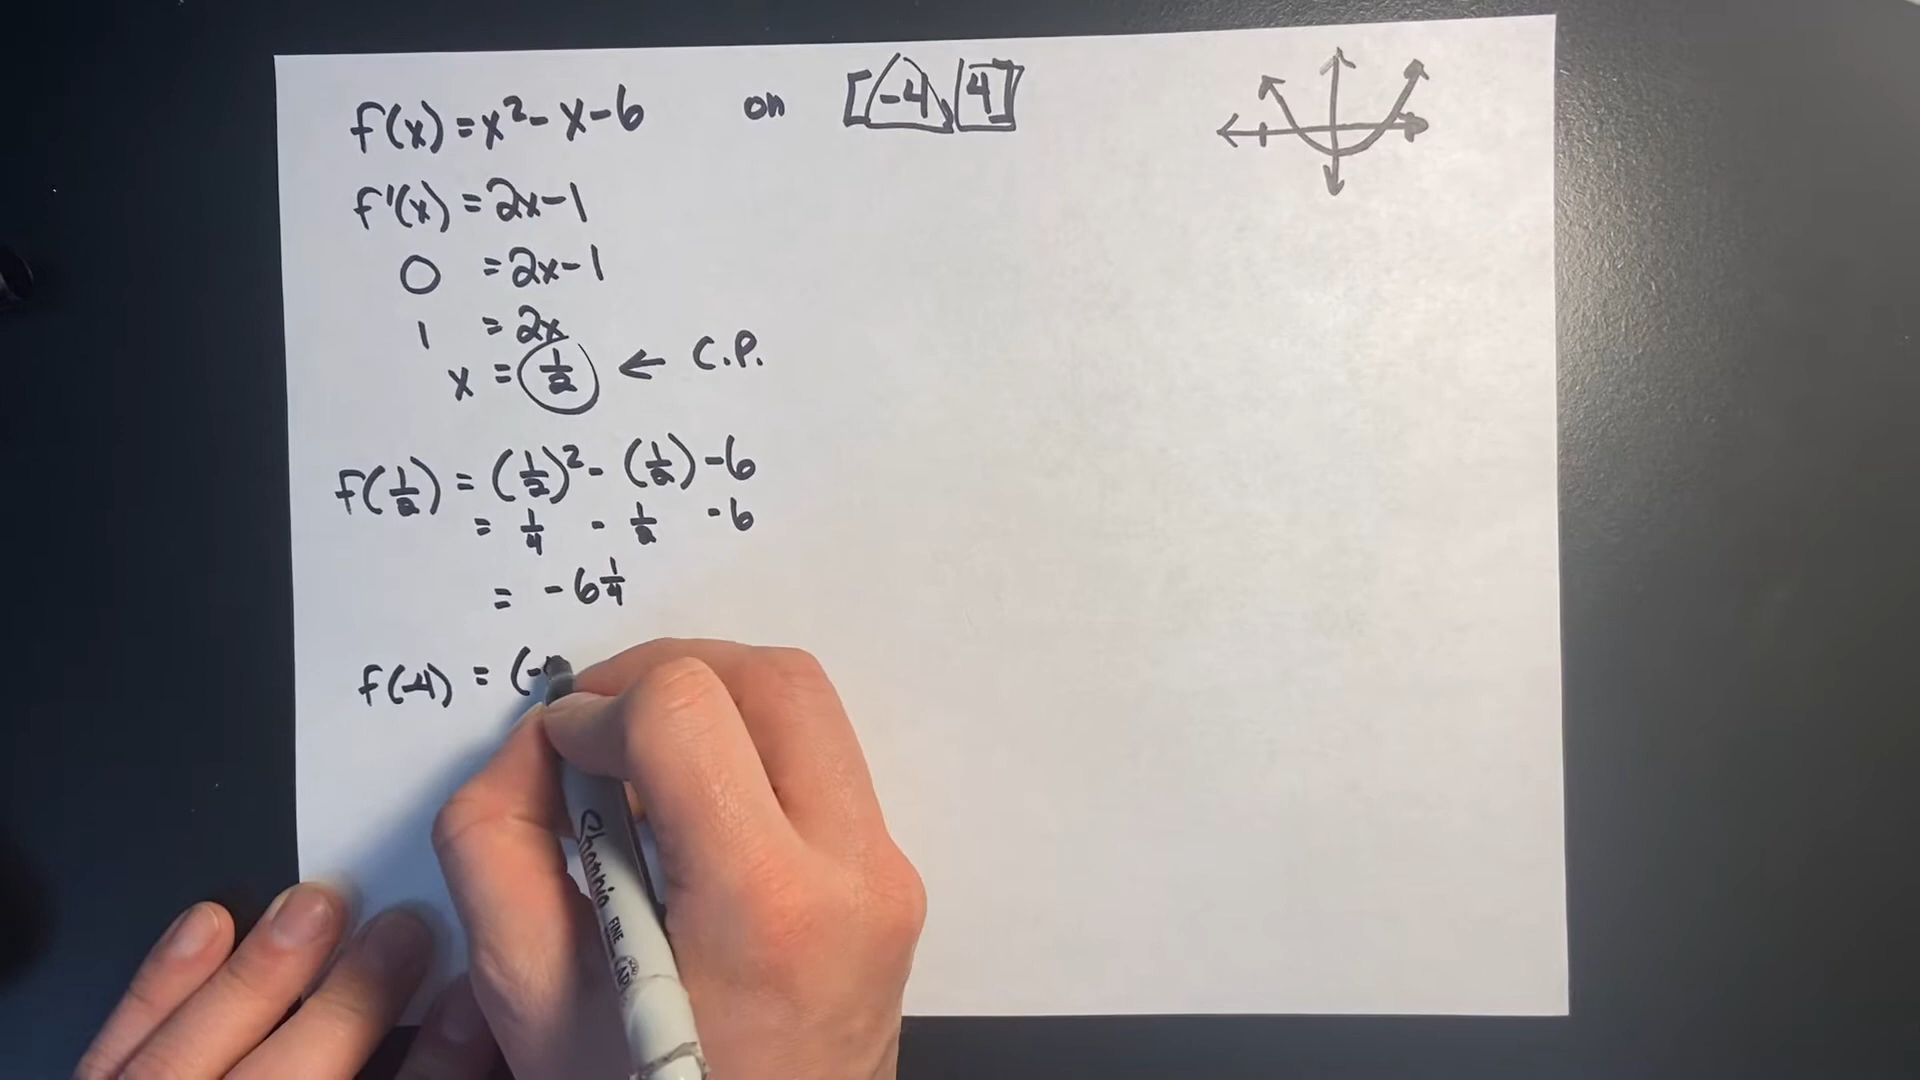 f(x) = x² - x - 6 on [-4, 4]
f'(x) = 2x - 1
0 = 2x - 1
1 = 2x
x = 1/2 ← C.P.
f(1/2) = (1/2)² - (1/2) - 6
= 1/4 - 1/2 - 6
= -6 1/4
f(-4) = (-
Sharpie
FINE